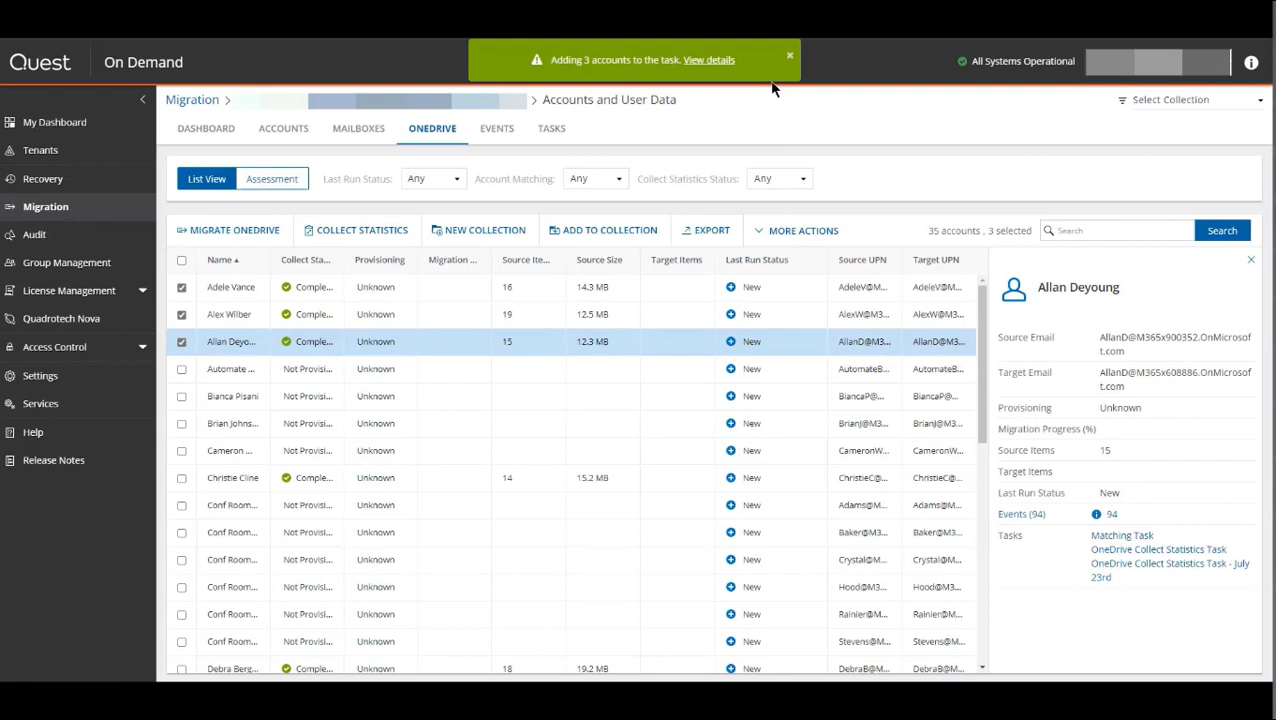 Quest On Demand
Adding 3 accounts to the task. View details ×
All Systems Operational
Migration > > Accounts and User Data
Select Collection
DASHBOARD ACCOUNTS MAILBOXES ONEDRIVE EVENTS TASKS
My Dashboard
Tenants
Recovery
Migration
Audit
Group Management
License Management
Quadrotech Nova
Access Control
Settings
Services
Help
Release Notes
List View Assessment Last Run Status: Any Account Matching: Any Collect Statistics Status: Any
MIGRATE ONEDRIVE COLLECT STATISTICS NEW COLLECTION ADD TO COLLECTION EXPORT MORE ACTIONS 35 accounts , 3 selected Search Search
Name Collect Sta... Provisioning Migration ... Source Ite... Source Size Target Items Last Run Status Source UPN Target UPN
Adele Vance Comple... Unknown 16 14.3 MB New AdeleV@M... AdeleV@M...
Alex Wilber Comple... Unknown 19 12.5 MB New AlexW@M3... AlexW@M3...
Allan Deyo... Comple... Unknown 15 12.3 MB New AllanD@M3... AllanD@M3...
Automate ... Not Provisi... Unknown New AutomateB... AutomateB...
Bianca Pisani Not Provisi... Unknown New BiancaP@... BiancaP@...
Brian Johns... Not Provisi... Unknown New BrianJ@M3... BrianJ@M3...
Cameron ... Not Provisi... Unknown New CameronW... CameronW...
Christie Cline Comple... Unknown 14 15.2 MB New ChristieC@... ChristieC@...
Conf Room... Not Provisi... Unknown New Adams@M... Adams@M...
Conf Room... Not Provisi... Unknown New Baker@M3... Baker@M3...
Conf Room... Not Provisi... Unknown New Crystal@M... Crystal@M...
Conf Room... Not Provisi... Unknown New Hood@M3... Hood@M3...
Conf Room... Not Provisi... Unknown New Rainier@M... Rainier@M...
Conf Room... Not Provisi... Unknown New Stevens@M... Stevens@M...
Debra Berg... Comple... Unknown 18 19.2 MB New DebraB@M... DebraB@M...
Allan Deyoung
Source Email AllanD@M365x900352.OnMicrosof
t.com
Target Email AllanD@M365x608886.OnMicrosof
t.com
Provisioning Unknown
Migration Progress (%)
Source Items 15
Target Items
Last Run Status New
Events (94) 94
Tasks Matching Task
OneDrive Collect Statistics Task
OneDrive Collect Statistics Task - July
23rd